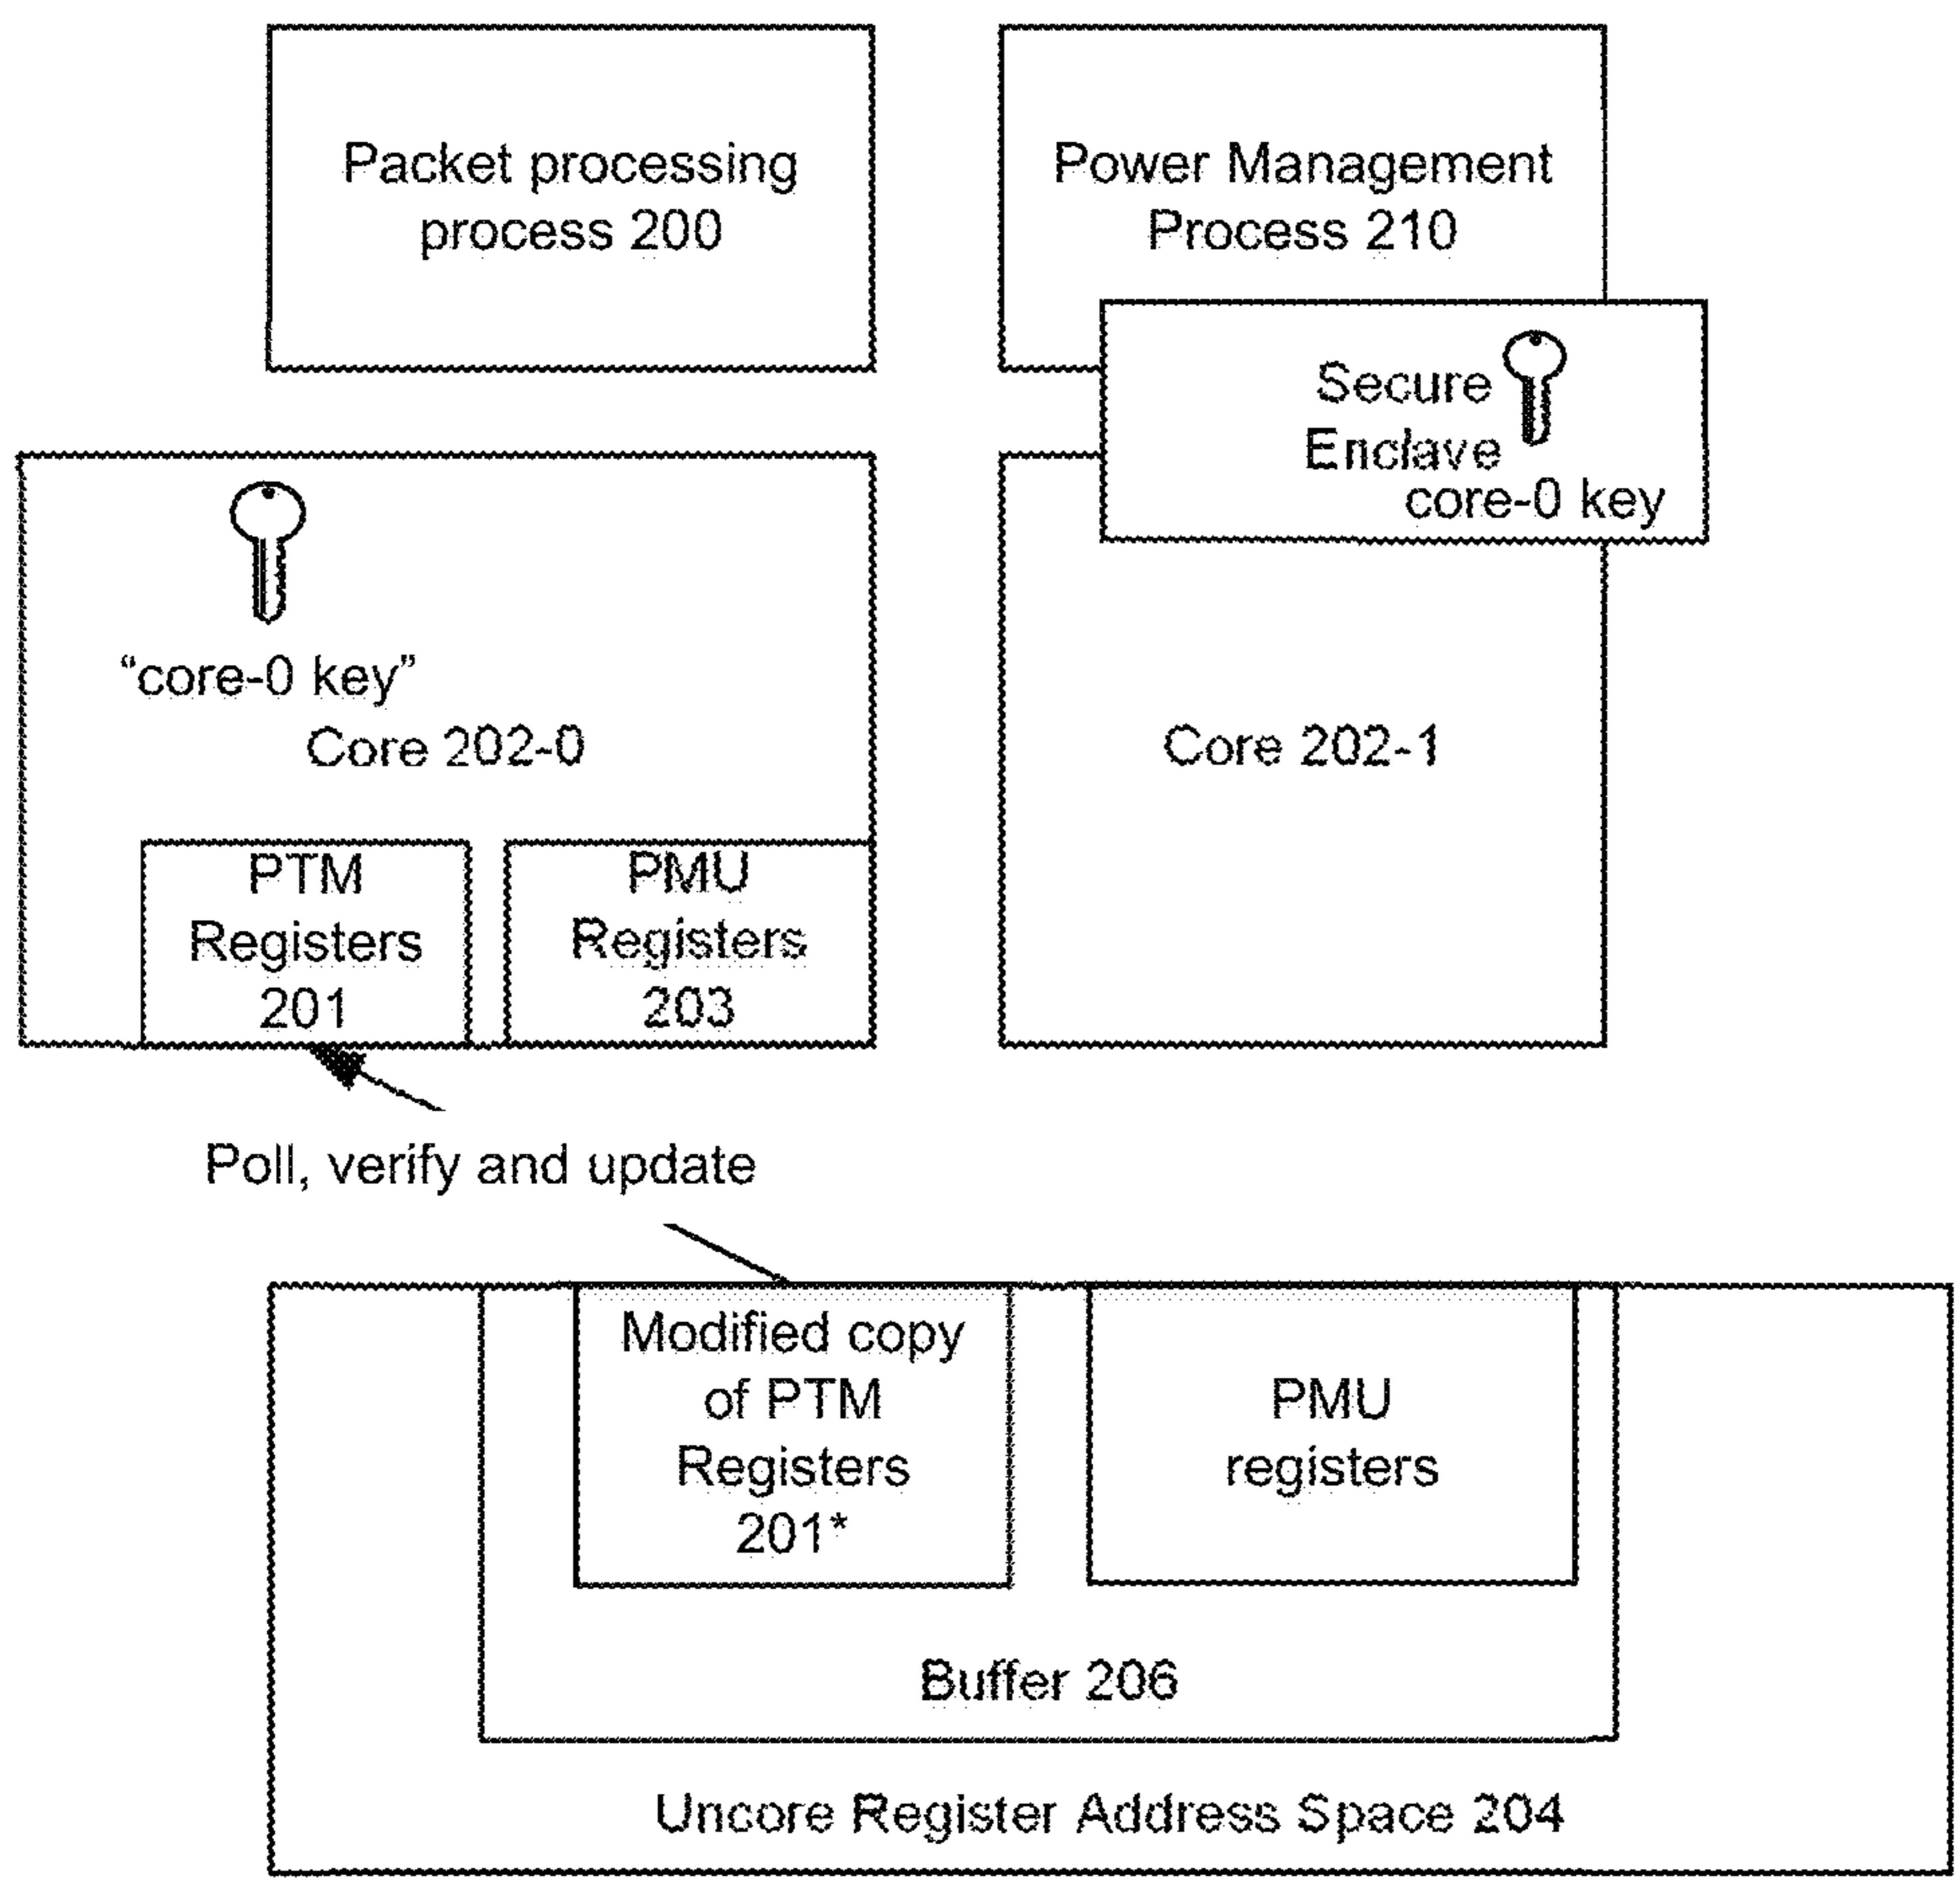 Packet processing
process 200
Power Management
Process 210
Secure
Enclave
core-0 key
“core-0 key”
Core 202-0
Core 202-1
PTM
Registers
201
PMU
Registers
203
Poll, verify and update
Modified copy
of PTM
Registers
201*
PMU
registers
Buffer 206
Uncore Register Address Space 204